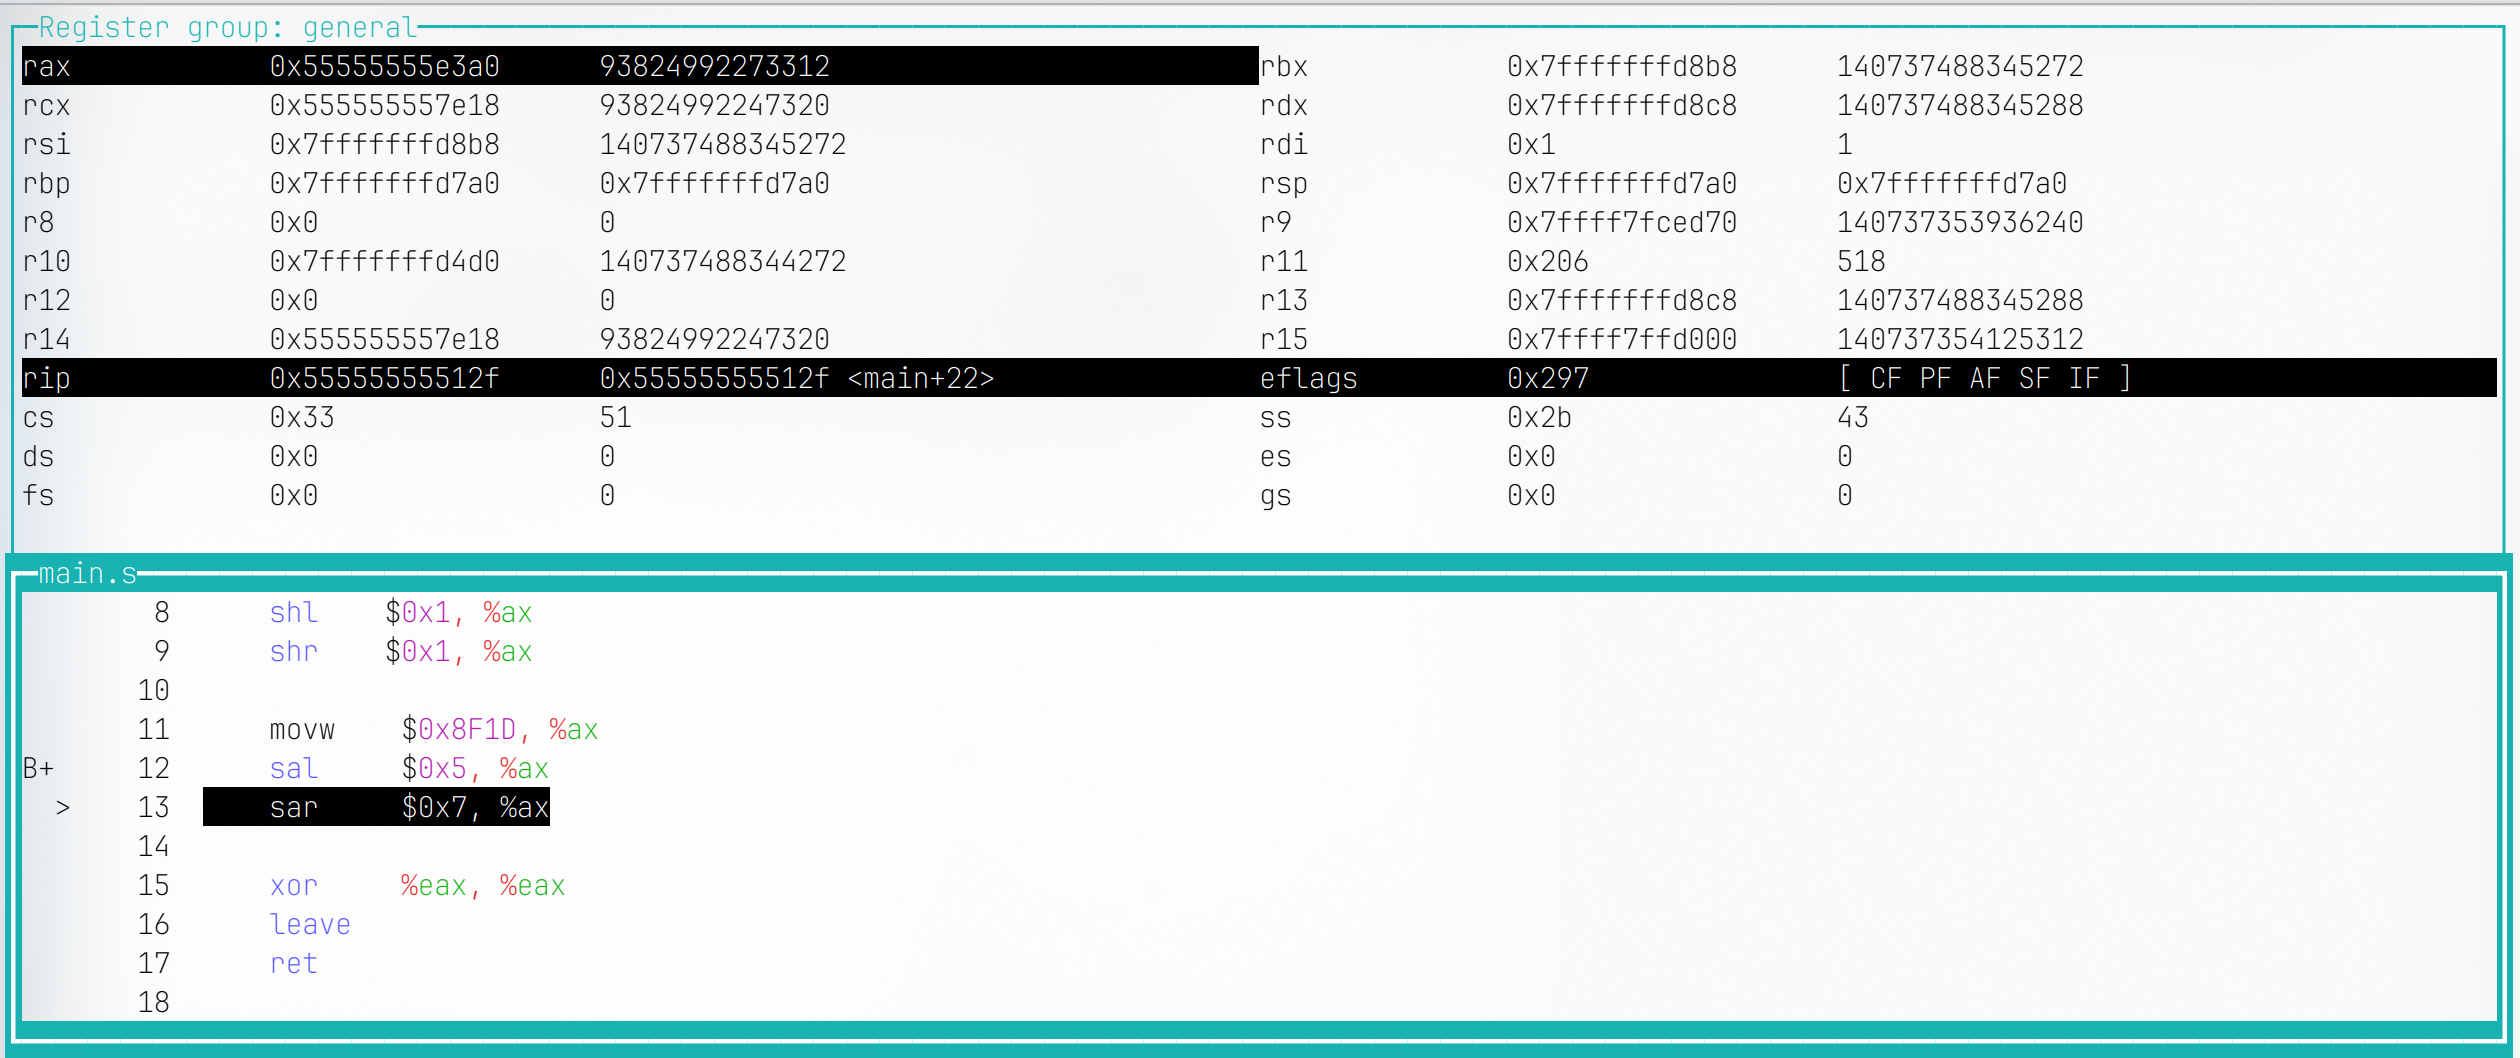 Register group: general
rax 0x55555555e3a0 93824992273312 rbx 0x7fffffffd8b8 140737488345272
rcx 0x555555557e18 93824992247320 rdx 0x7fffffffd8c8 140737488345288
rsi 0x7fffffffd8b8 140737488345272 rdi 0x1 1
rbp 0x7fffffffd7a0 0x7fffffffd7a0 rsp 0x7fffffffd7a0 0x7fffffffd7a0
r8 0x0 0 r9 0x7ffff7fced70 140737353936240
r10 0x7fffffffd4d0 140737488344272 r11 0x206 518
r12 0x0 0 r13 0x7fffffffd8c8 140737488345288
r14 0x555555557e18 93824992247320 r15 0x7ffff7ffd000 140737354125312
rip 0x55555555512f 0x55555555512f <main+22> eflags 0x297 [ CF PF AF SF IF ]
cs 0x33 51 ss 0x2b 43
ds 0x0 0 es 0x0 0
fs 0x0 0 gs 0x0 0
main.s
8 shl $0x1, %ax
9 shr $0x1, %ax
10
11 movw $0x8F1D, %ax
B+ 12 sal $0x5, %ax
> 13 sar $0x7, %ax
14
15 xor %eax, %eax
16 leave
17 ret
18